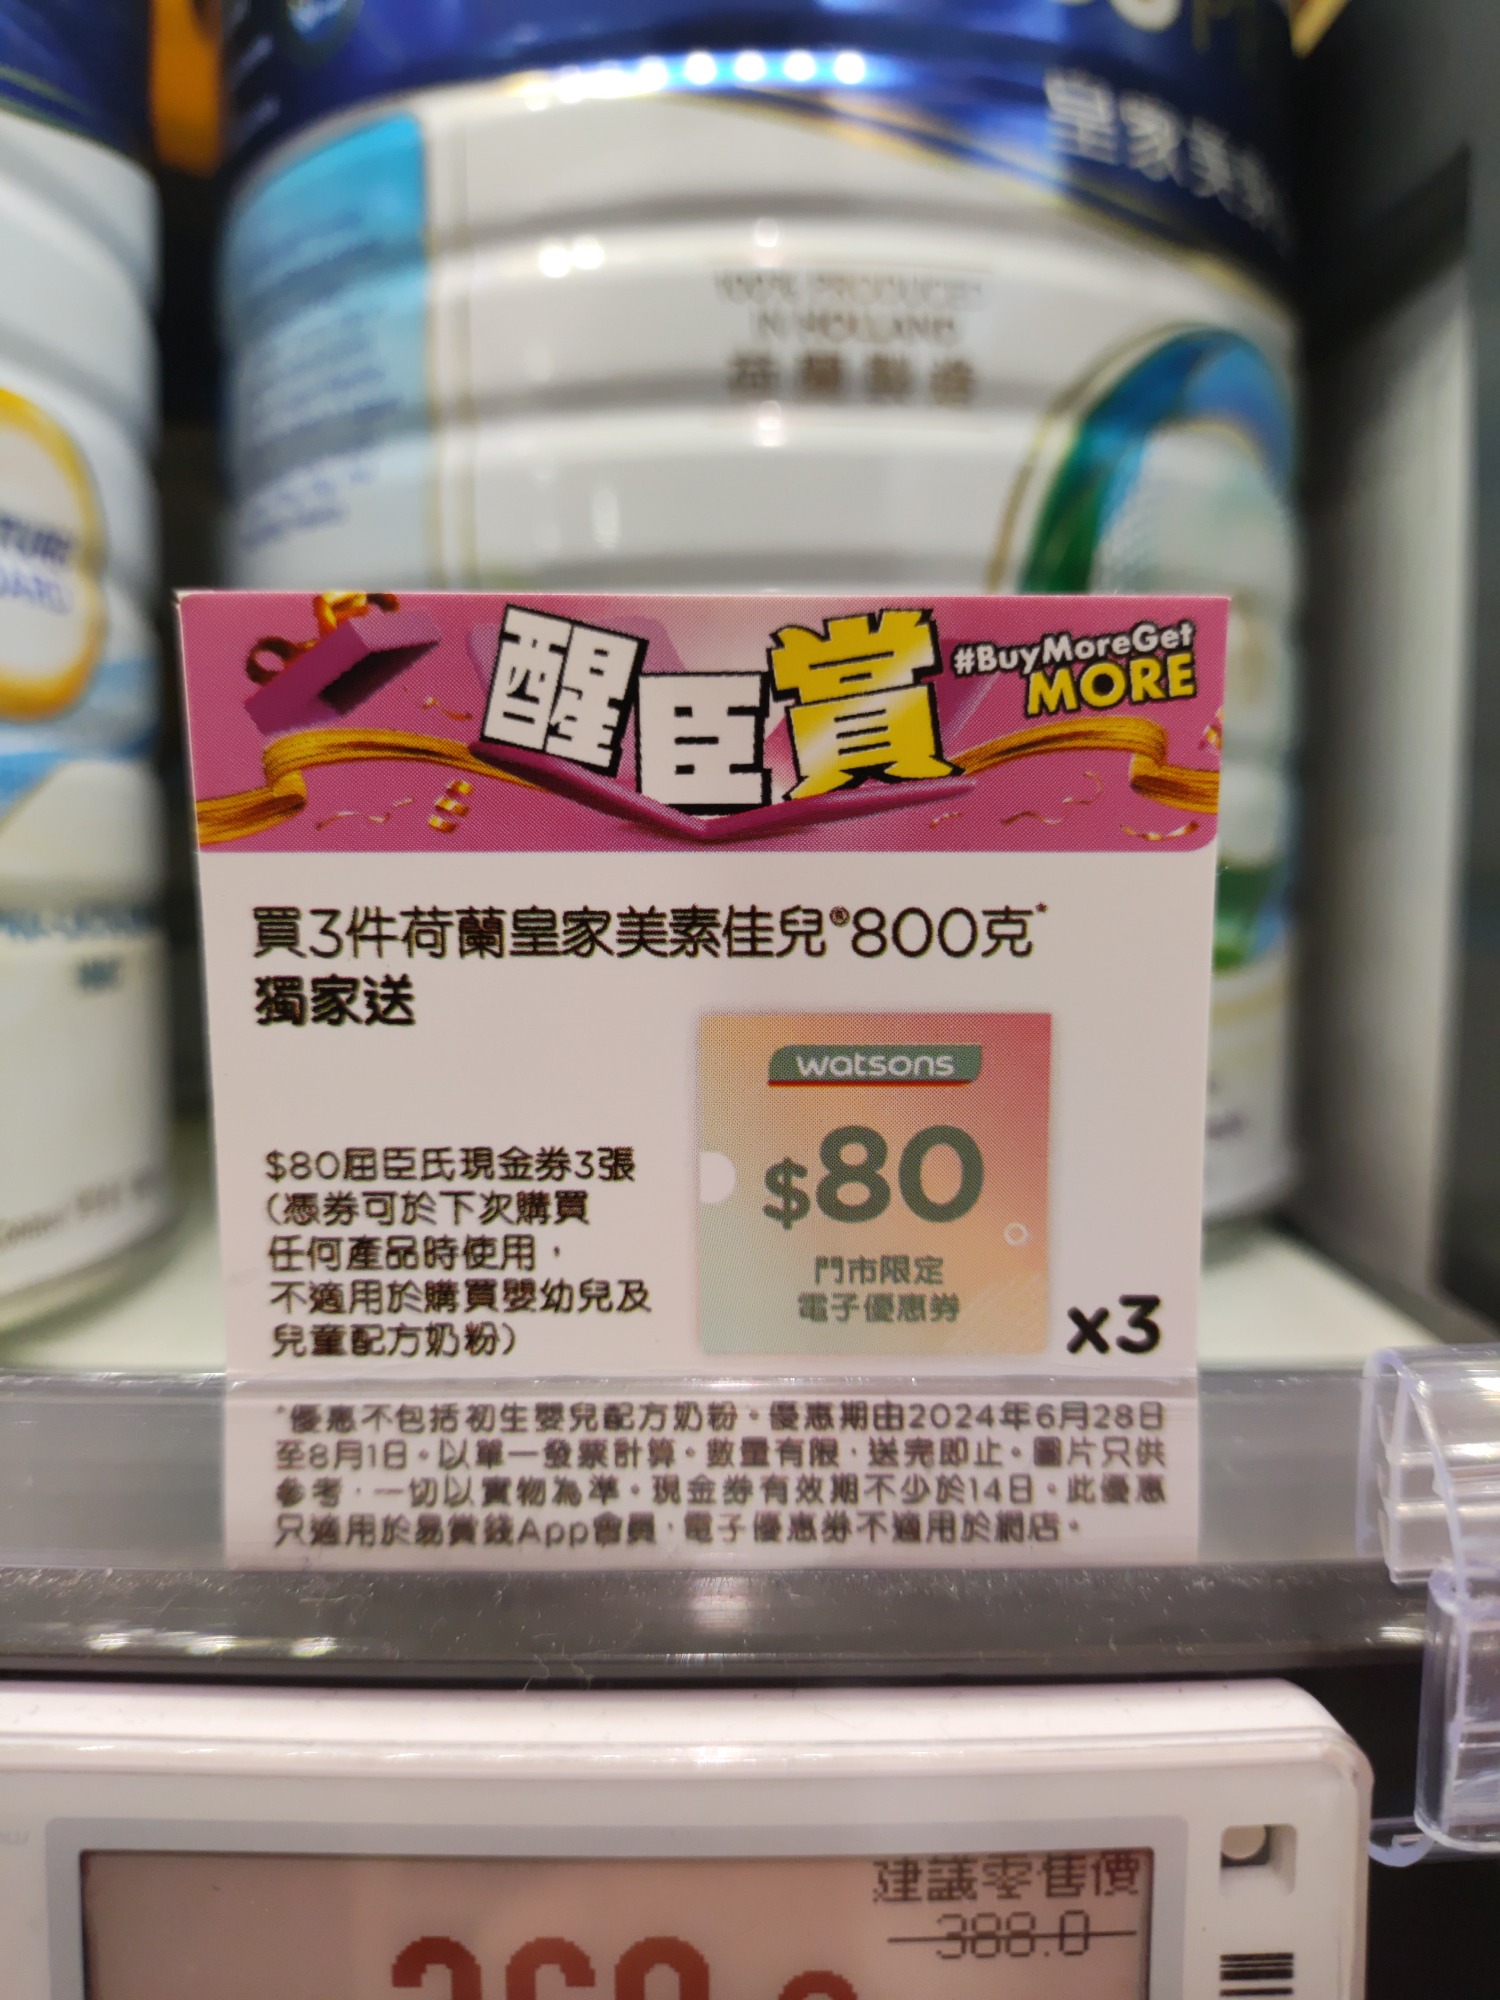 皇家美
100% PRODUCED
IN HOLLAND
荷蘭製造
醒臣賞
#BuyMoreGet
MORE
買3件荷蘭皇家美素佳兒®800克*
獨家送
watsons
$80
門市限定
電子優惠券
x3
$80屈臣氏現金券3張
(憑券可於下次購買
任何產品時使用，
不適用於購買嬰幼兒及
兒童配方奶粉)
*優惠不包括初生嬰兒配方奶粉。優惠期由2024年6月28日
至8月1日。以單一發票計算。數量有限，送完即止。圖片只供
參考，一切以實物為準。現金券有效期不少於14日。此優惠
只適用於易賞錢App會員，電子優惠券不適用於網店。
建議零售價
388.0